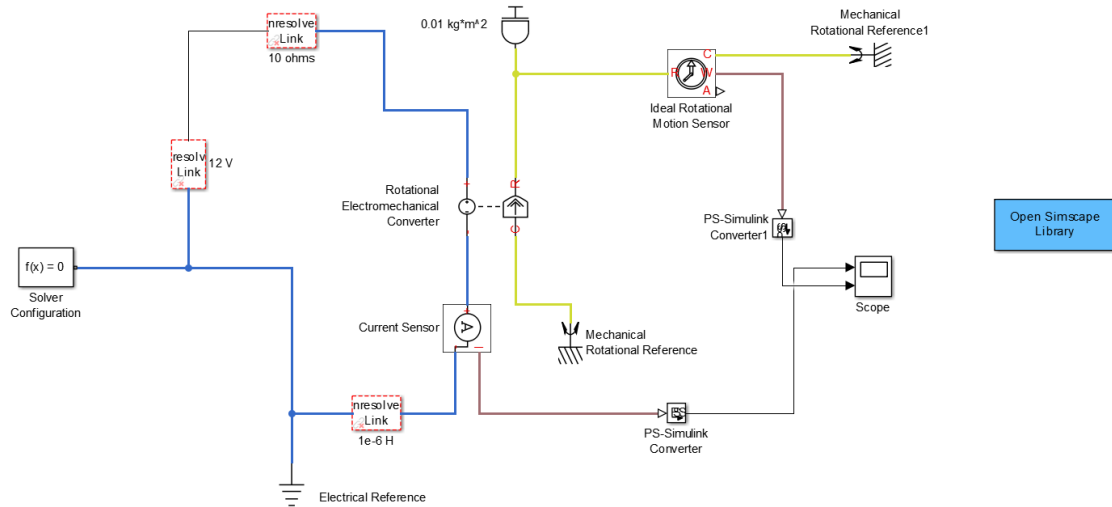 0.01 kg*m^2
Mechanical
Rotational Reference1
nresolve
Link
10 ohms
R
C
W
A
Ideal Rotational
Motion Sensor
resolv
Link
12 V
Rotational
Electromechanical
Converter
+
R
C
PS-Simulink
Converter1
Open Simscape
Library
f(x) = 0
Solver
Configuration
Scope
Current Sensor
+
A
I
Mechanical
Rotational Reference
nresolve
Link
1e-6 H
PS-Simulink
Converter
Electrical Reference